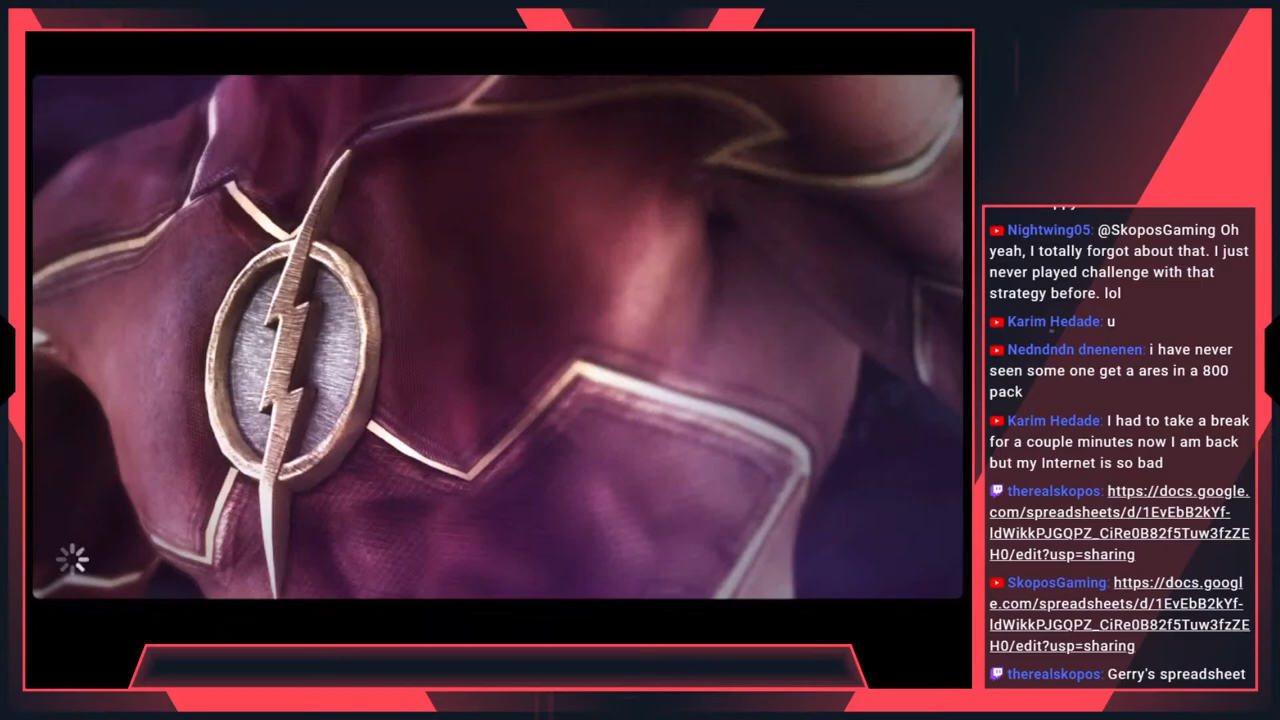 Nightwing05: @SkoposGaming Oh
yeah, I totally forgot about that. I just
never played challenge with that
strategy before. lol
Karim Hedade: u
Nedndndn dnenenen: i have never
seen some one get a ares in a 800
pack
Karim Hedade: I had to take a break
for a couple minutes now I am back
but my Internet is so bad
therealskopos: https://docs.google.
com/spreadsheets/d/1EvEbB2kYf-
ldWikkPJGQPZ_CiRe0B82f5Tuw3fzZE
H0/edit?usp=sharing
SkoposGaming: https://docs.googl
e.com/spreadsheets/d/1EvEbB2kYf-
ldWikkPJGQPZ_CiRe0B82f5Tuw3fzZE
H0/edit?usp=sharing
therealskopos: Gerry's spreadsheet